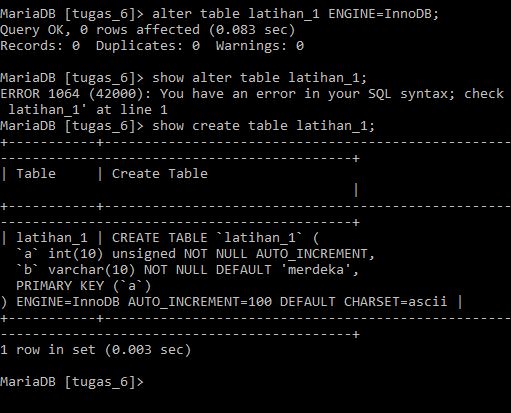 MariaDB [tugas_6]> alter table latihan_1 ENGINE=InnoDB;
Query OK, 0 rows affected (0.083 sec)
Records: 0  Duplicates: 0  Warnings: 0

MariaDB [tugas_6]> show alter table latihan_1;
ERROR 1064 (42000): You have an error in your SQL syntax; check
 latihan_1' at line 1
MariaDB [tugas_6]> show create table latihan_1;
+-----------+---------------------------------------------------
--------------------------------------------+
| Table     | Create Table
                                            |
+-----------+---------------------------------------------------
--------------------------------------------+
| latihan_1 | CREATE TABLE `latihan_1` (
  `a` int(10) unsigned NOT NULL AUTO_INCREMENT,
  `b` varchar(10) NOT NULL DEFAULT 'merdeka',
  PRIMARY KEY (`a`)
) ENGINE=InnoDB AUTO_INCREMENT=100 DEFAULT CHARSET=ascii |
+-----------+---------------------------------------------------
--------------------------------------------+
1 row in set (0.003 sec)

MariaDB [tugas_6]>